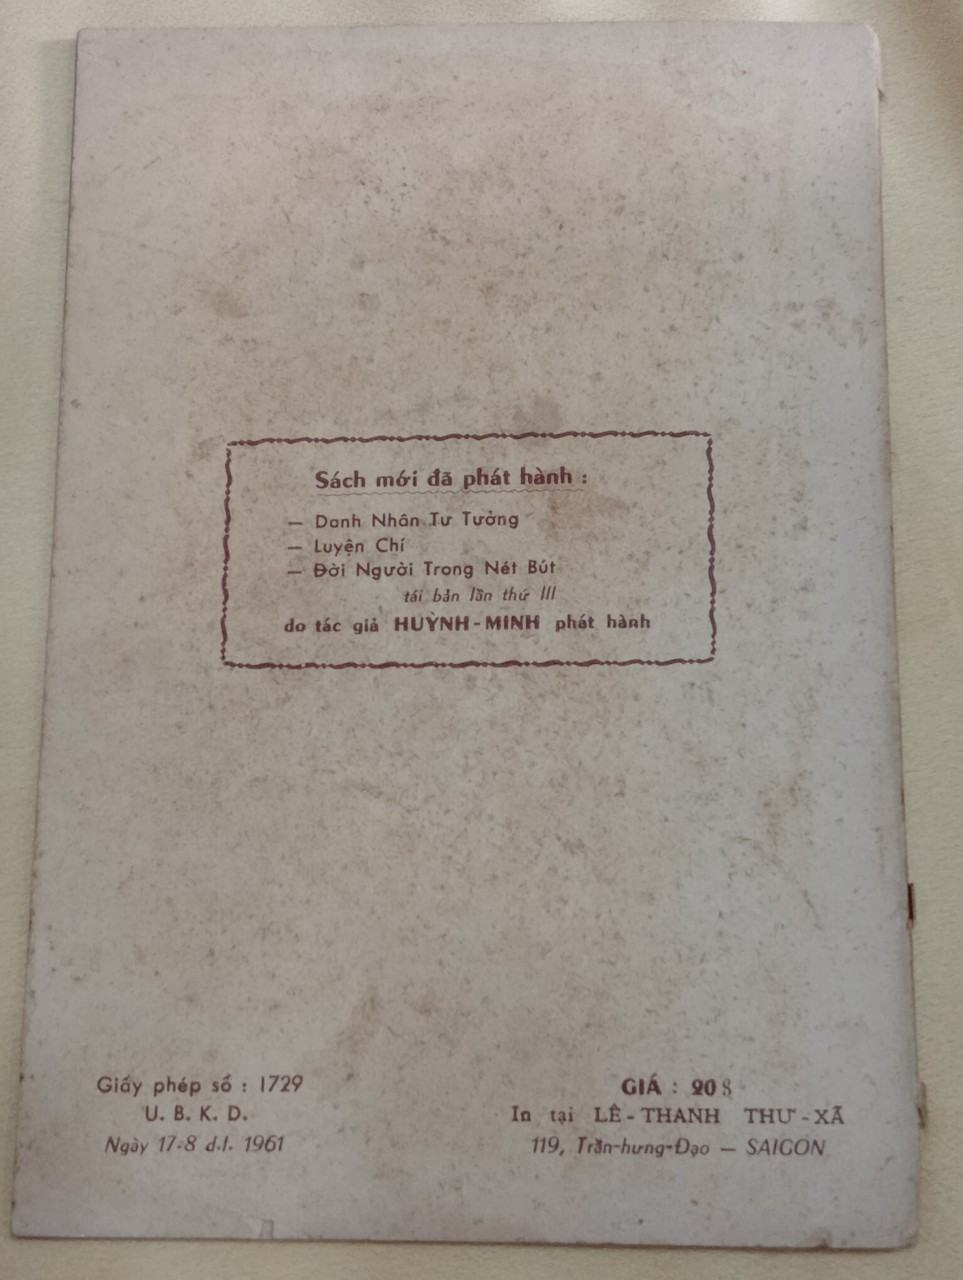 Sách mới đã phát hành :
— Danh Nhân Tư Tưởng
— Luyện Chí
— Đời Người Trong Nét Bút
tái bản lần thứ III
do tác giả HUỲNH-MINH phát hành
Giấy phép số : 1729
U. B. K. D.
Ngày 17-8 d.l. 1961
GIÁ : 20$
In tại LÊ-THANH THƯ-XÃ
119, Trần-hưng-Đạo — SAIGON